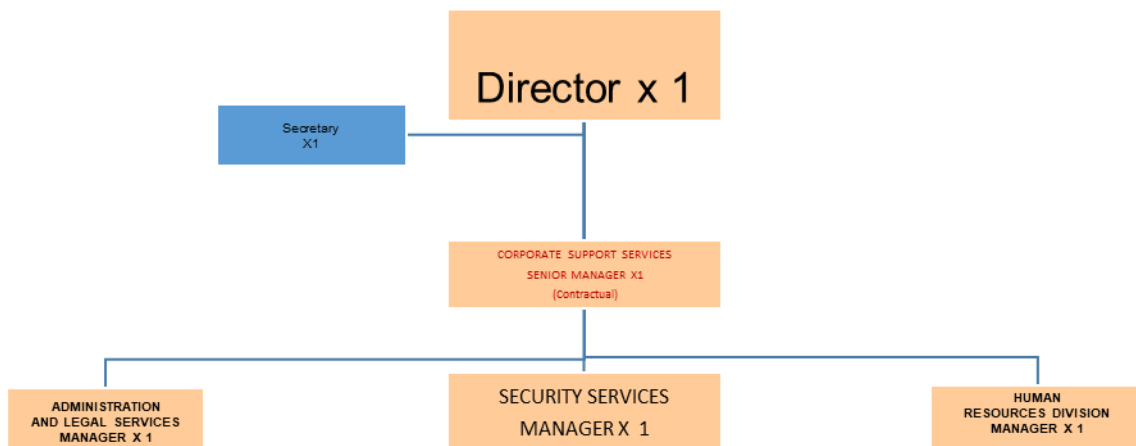 Director x 1
Secretary
X1
CORPORATE SUPPORT SERVICES
SENIOR MANAGER X1
(Contractual)
ADMINISTRATION
AND LEGAL SERVICES
MANAGER X 1
SECURITY SERVICES
MANAGER X 1
HUMAN
RESOURCES DIVISION
MANAGER X 1